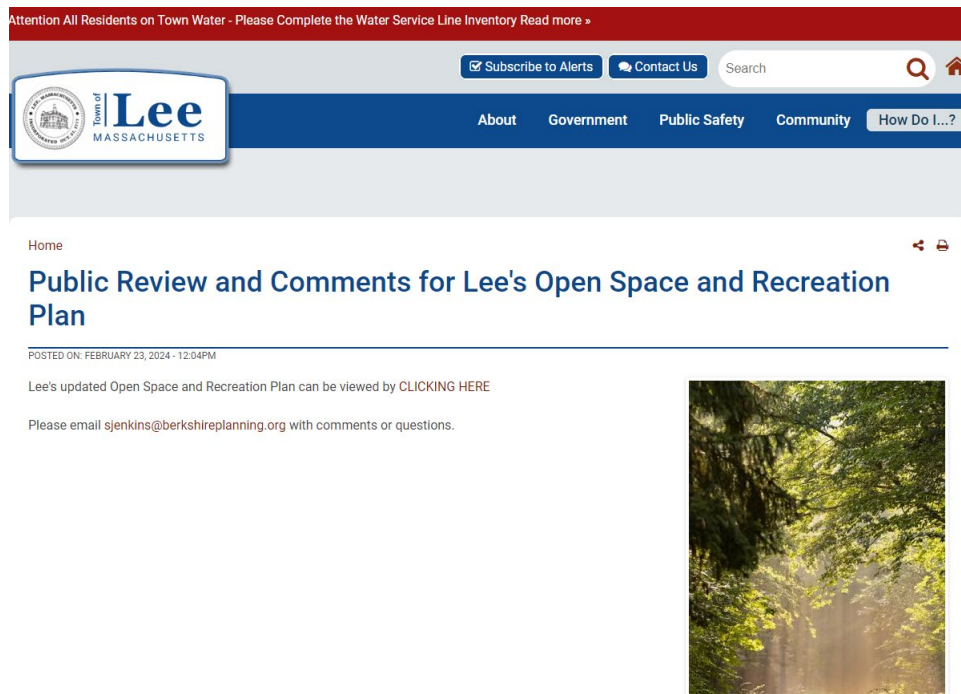 Attention All Residents on Town Water - Please Complete the Water Service Line Inventory Read more »
Subscribe to Alerts
Contact Us
Search
Town of
Lee
MASSACHUSETTS
About
Government
Public Safety
Community
How Do I...?
Home
Public Review and Comments for Lee's Open Space and Recreation
Plan
POSTED ON: FEBRUARY 23, 2024 - 12:04PM
Lee's updated Open Space and Recreation Plan can be viewed by CLICKING HERE
Please email sjenkins@berkshireplanning.org with comments or questions.